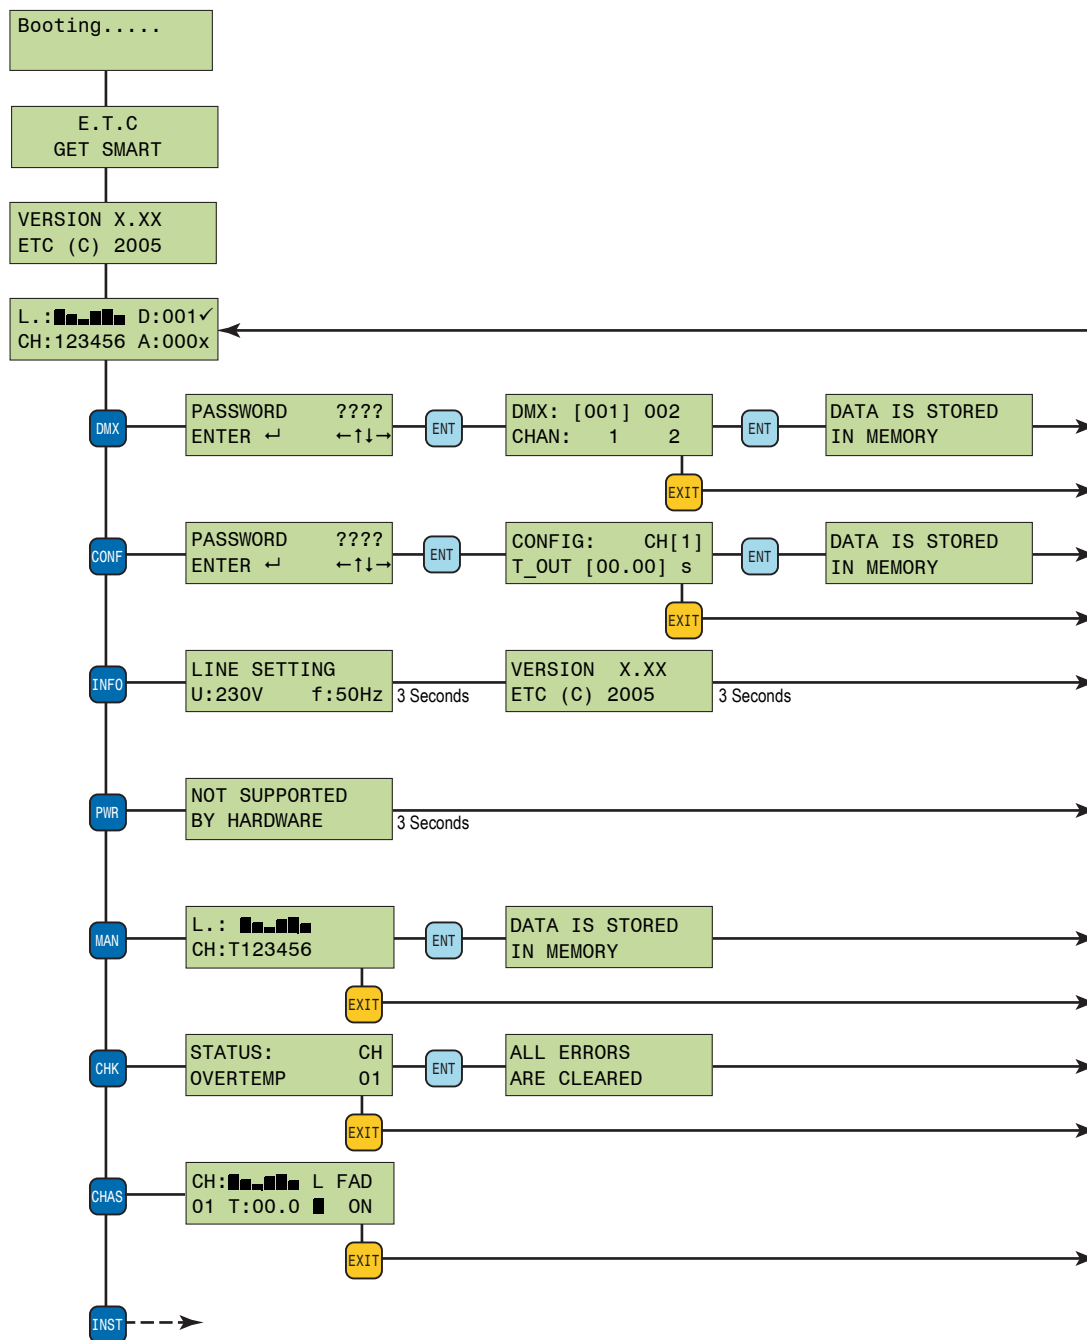 Booting.....
E.T.C
GET SMART
VERSION X.XX
ETC (C) 2005
L.: D:001✓
CH:123456 A:000x
DMX
PASSWORD ????
ENTER ↵ ←↑↓→
ENT
DMX: [001] 002
CHAN: 1 2
ENT
DATA IS STORED
IN MEMORY
EXIT
CONF
PASSWORD ????
ENTER ↵ ←↑↓→
ENT
CONFIG: CH[1]
T_OUT [00.00] s
ENT
DATA IS STORED
IN MEMORY
EXIT
INFO
LINE SETTING
U:230V f:50Hz
3 Seconds
VERSION X.XX
ETC (C) 2005
3 Seconds
PWR
NOT SUPPORTED
BY HARDWARE
3 Seconds
MAN
L.:
CH:T123456
ENT
DATA IS STORED
IN MEMORY
EXIT
CHK
STATUS: CH
OVERTEMP 01
ENT
ALL ERRORS
ARE CLEARED
EXIT
CHAS
CH: L FAD
01 T:00.0 ON
EXIT
INST